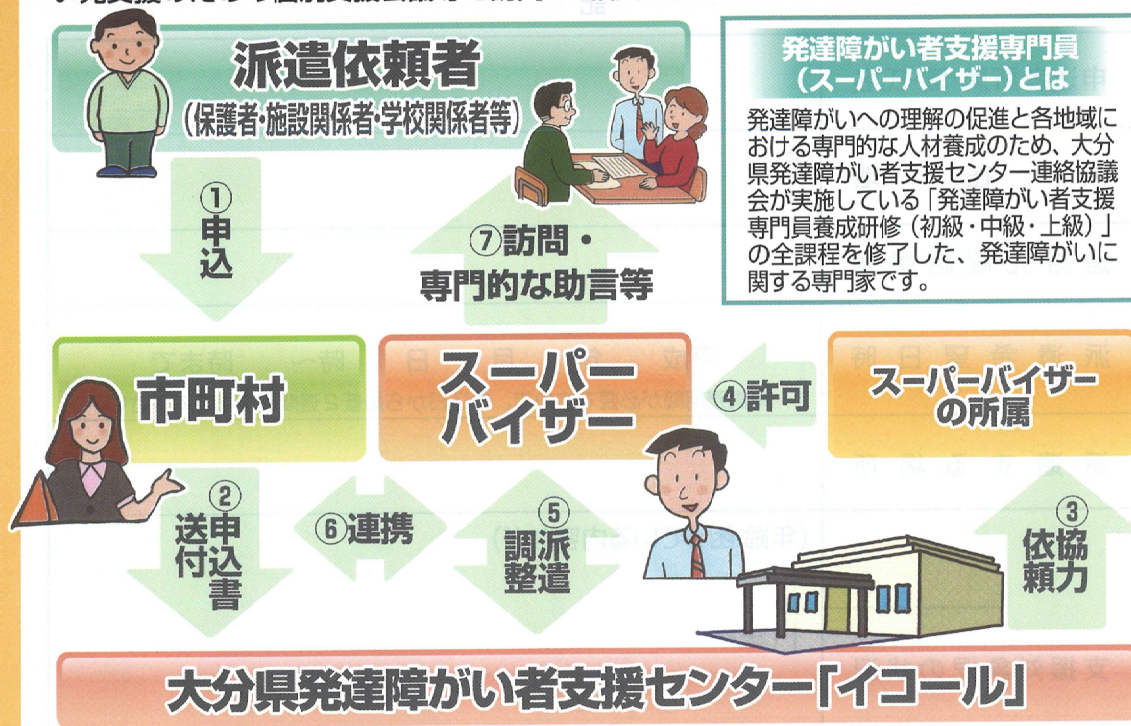 派遣依頼者
(保護者・施設関係者・学校関係者等)
発達障がい者支援専門員
(スーパーバイザー)とは
発達障がいへの理解の促進と各地域に
おける専門的な人材養成のため、大分
県発達障がい者支援センター連絡協議
会が実施している「発達障がい者支援
専門員養成研修(初級・中級・上級)」
の全課程を修了した、発達障がいに
関する専門家です。
①申込
⑦訪問・
専門的な助言等
市町村
スーパー
バイザー
④許可
スーパーバイザー
の所属
②申込書
送付
⑥連携
⑤派遣
調整
③協力
依頼
大分県発達障がい者支援センター「イコール」